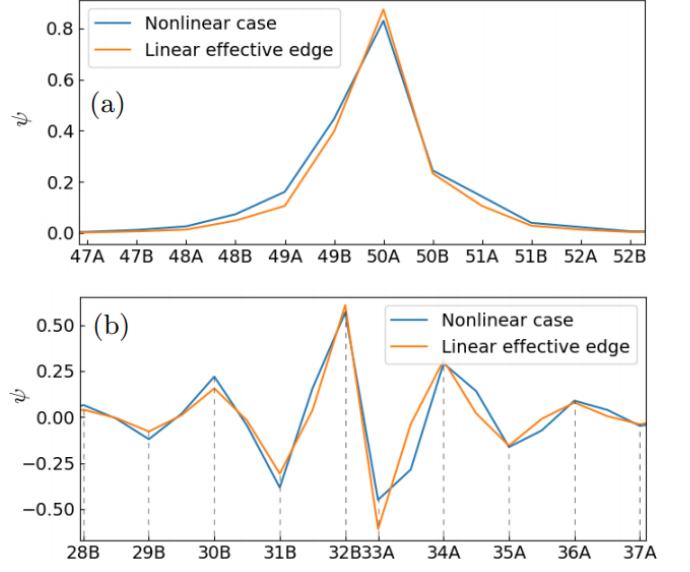 0.8
0.6
0.4
0.2
0.0
ψ
Nonlinear case
Linear effective edge
(a)
47A 47B 48A 48B 49A 49B 50A 50B 51A 51B 52A 52B
0.50
0.25
0.00
−0.25
−0.50
ψ
(b)
Nonlinear case
Linear effective edge
28B 29B 30B 31B 32B33A 34A 35A 36A 37A